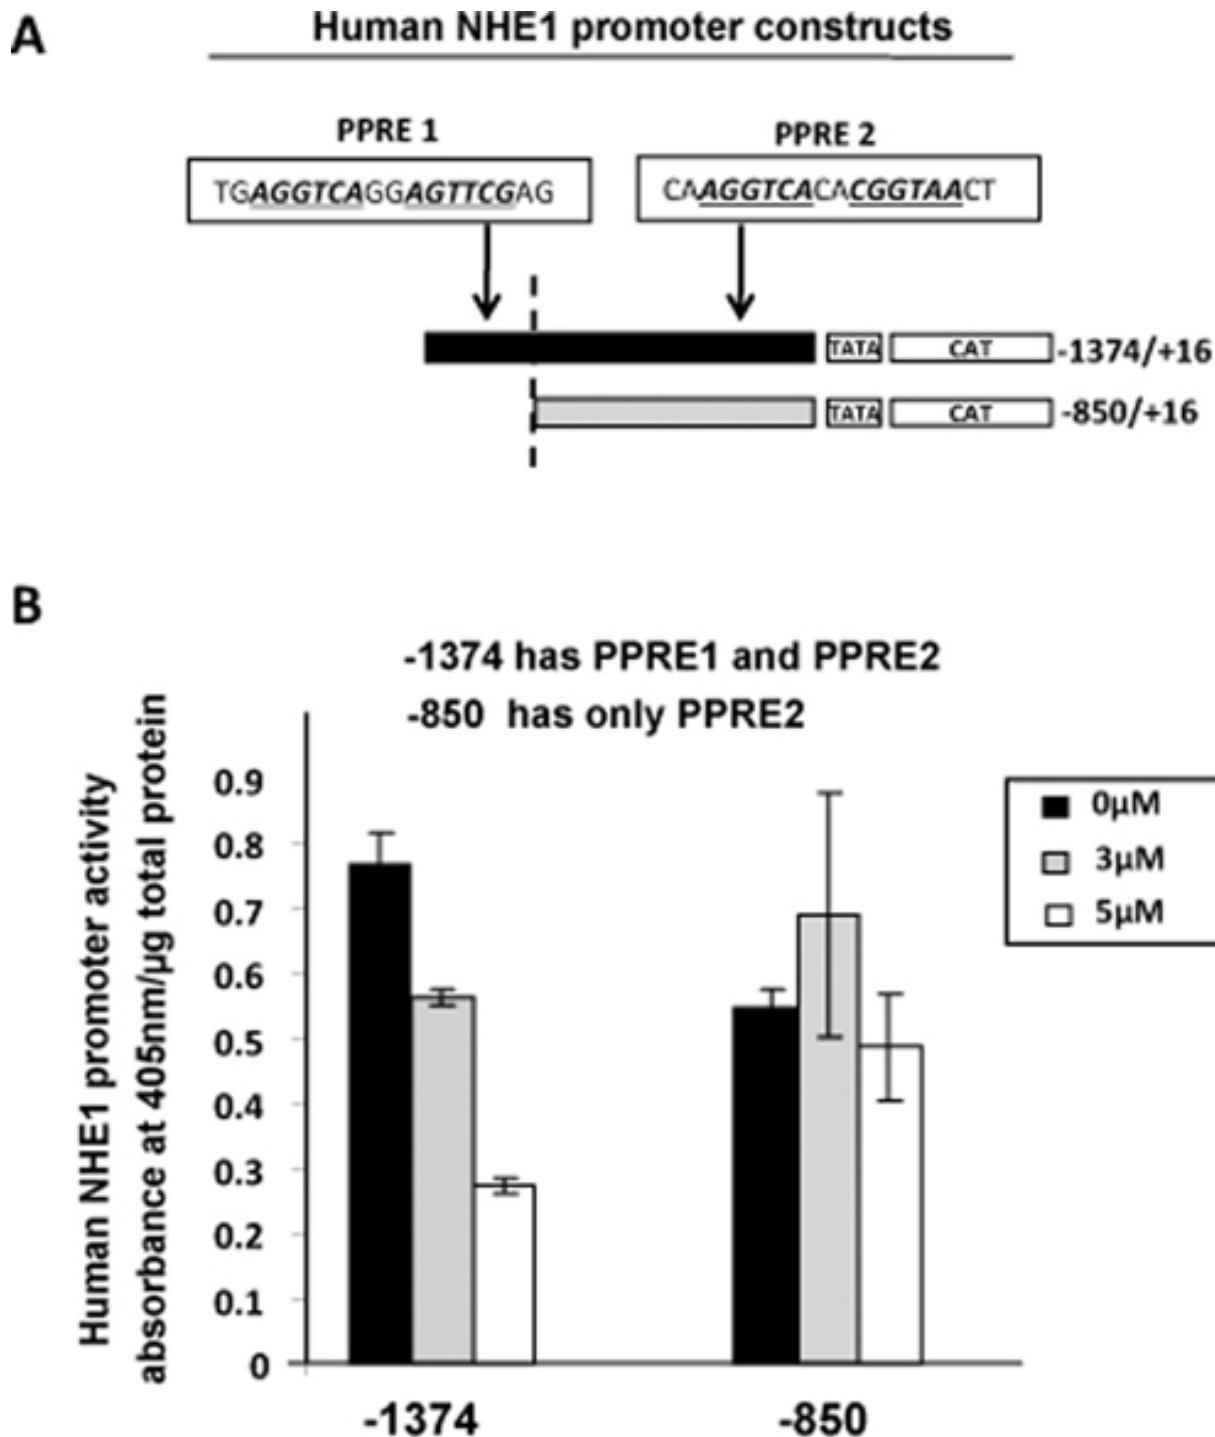 A
Human NHE1 promoter constructs
PPRE 1
PPRE 2
TGAGGTCAGGAGTTCGAG
CAAGGTCACACGGTAACT
TATA
CAT
-1374/+16
TATA
CAT
-850/+16
B
-1374 has PPRE1 and PPRE2
-850 has only PPRE2
Human NHE1 promoter activity
absorbance at 405nm/µg total protein
0.9
0.8
0.7
0.6
0.5
0.4
0.3
0.2
0.1
0
0µM
3µM
5µM
-1374
-850